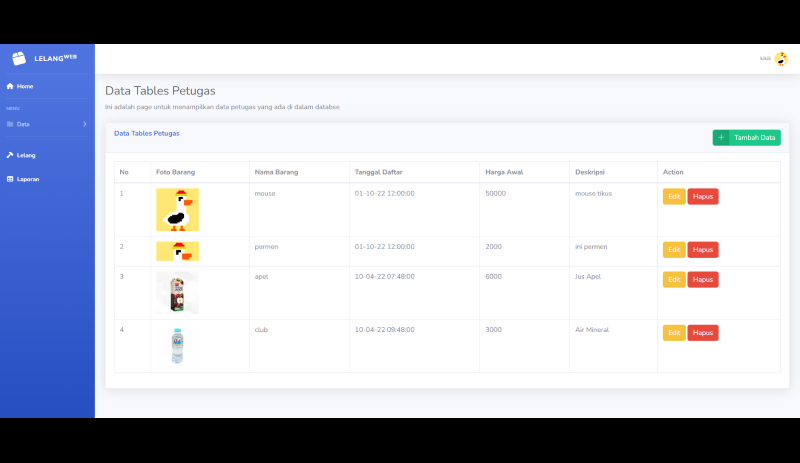 LELANG WEB
Home
MENU
Data
Lelang
Laporan
Data Tables Petugas
Ini adalah page untuk menampilkan data petugas yang ada di dalam databse
Data Tables Petugas
+ Tambah Data
No Foto Barang Nama Barang Tanggal Daftar Harga Awal Deskripsi Action
1 mouse 01-10-22 12:00:00 50000 mouse tikus Edit Hapus
2 permen 01-10-22 12:00:00 2000 ini permen Edit Hapus
3 apel 10-04-22 07:48:00 6000 Jus Apel Edit Hapus
4 club 10-04-22 09:48:00 3000 Air Mineral Edit Hapus